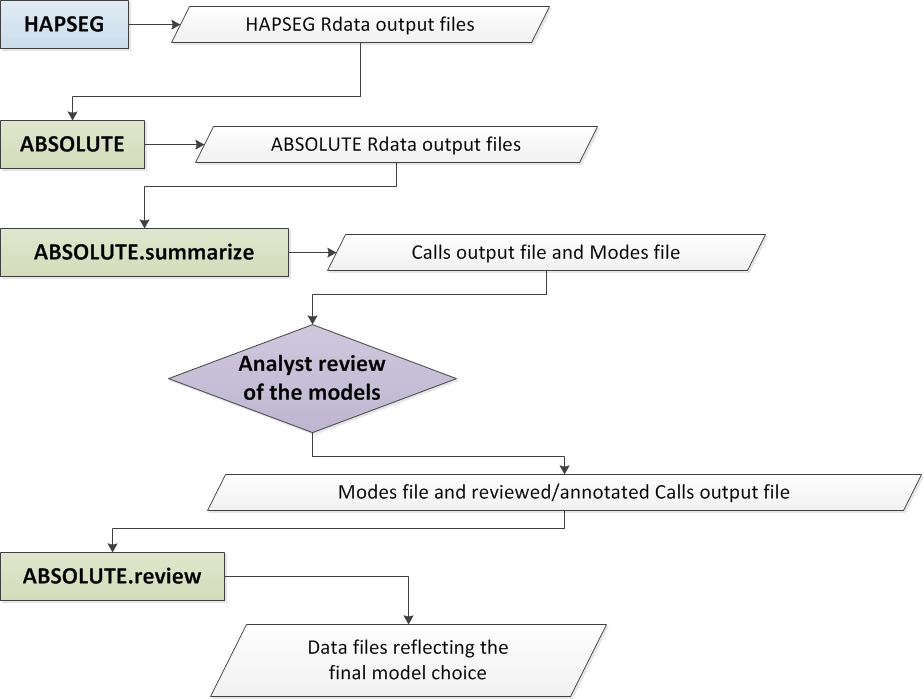 HAPSEG
HAPSEG Rdata output files
ABSOLUTE
ABSOLUTE Rdata output files
ABSOLUTE.summarize
Calls output file and Modes file
Analyst review
of the models
Modes file and reviewed/annotated Calls output file
ABSOLUTE.review
Data files reflecting the
final model choice